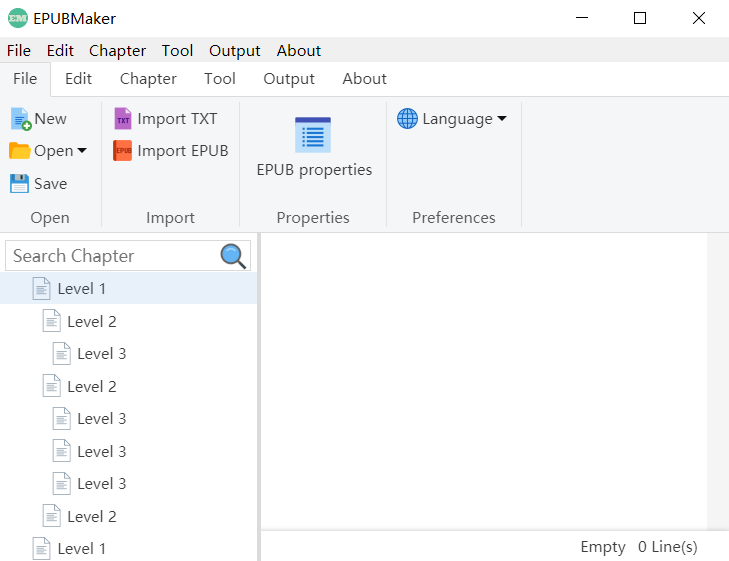 EPUBMaker
File Edit Chapter Tool Output About
File Edit Chapter Tool Output About
New
Open
Save
Open
TXT Import TXT
EPUB Import EPUB
Import
EPUB properties
Properties
Language
Preferences
Search Chapter
Level 1
Level 2
Level 3
Level 2
Level 3
Level 3
Level 3
Level 2
Level 1
Empty 0 Line(s)